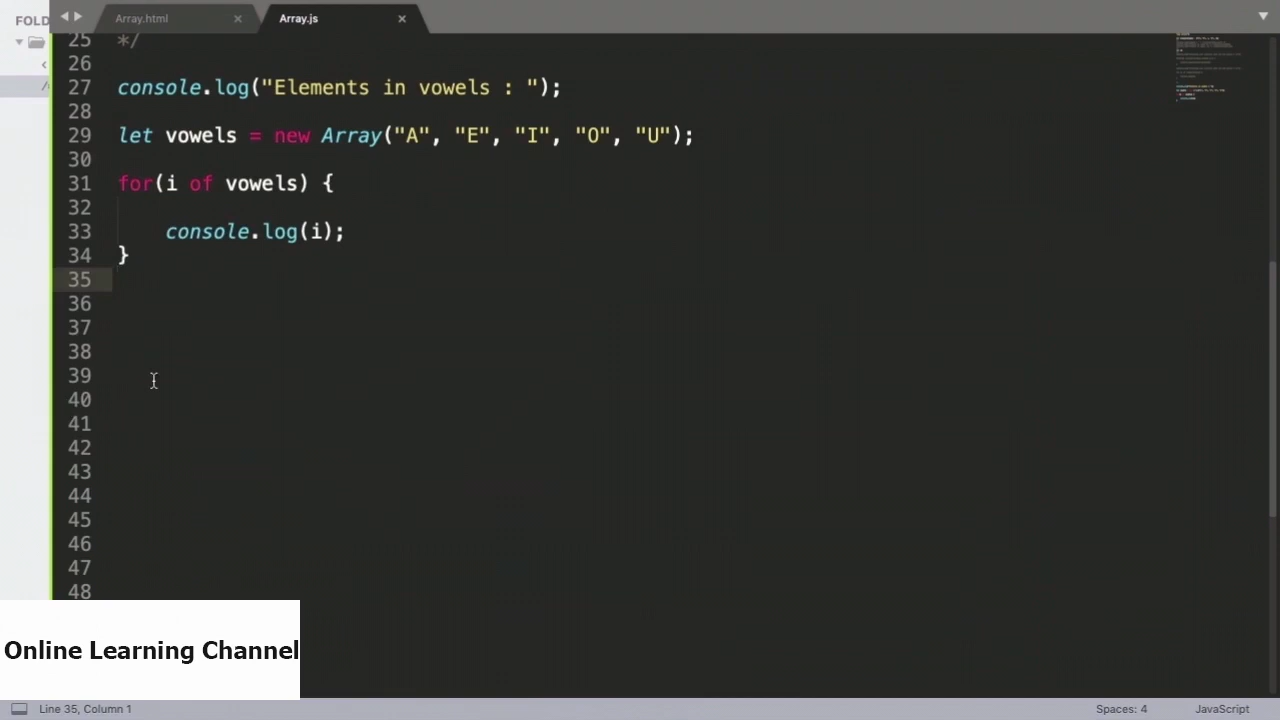 FOLD
Array.html
Array.js
25 */
26
27 console.log("Elements in vowels : ");
28
29 let vowels = new Array("A", "E", "I", "O", "U");
30
31 for(i of vowels) {
32
33 console.log(i);
34 }
35
36
37
38
39
40
41
42
43
44
45
46
47
48
Online Learning Channel
Line 35, Column 1
Spaces: 4
JavaScript